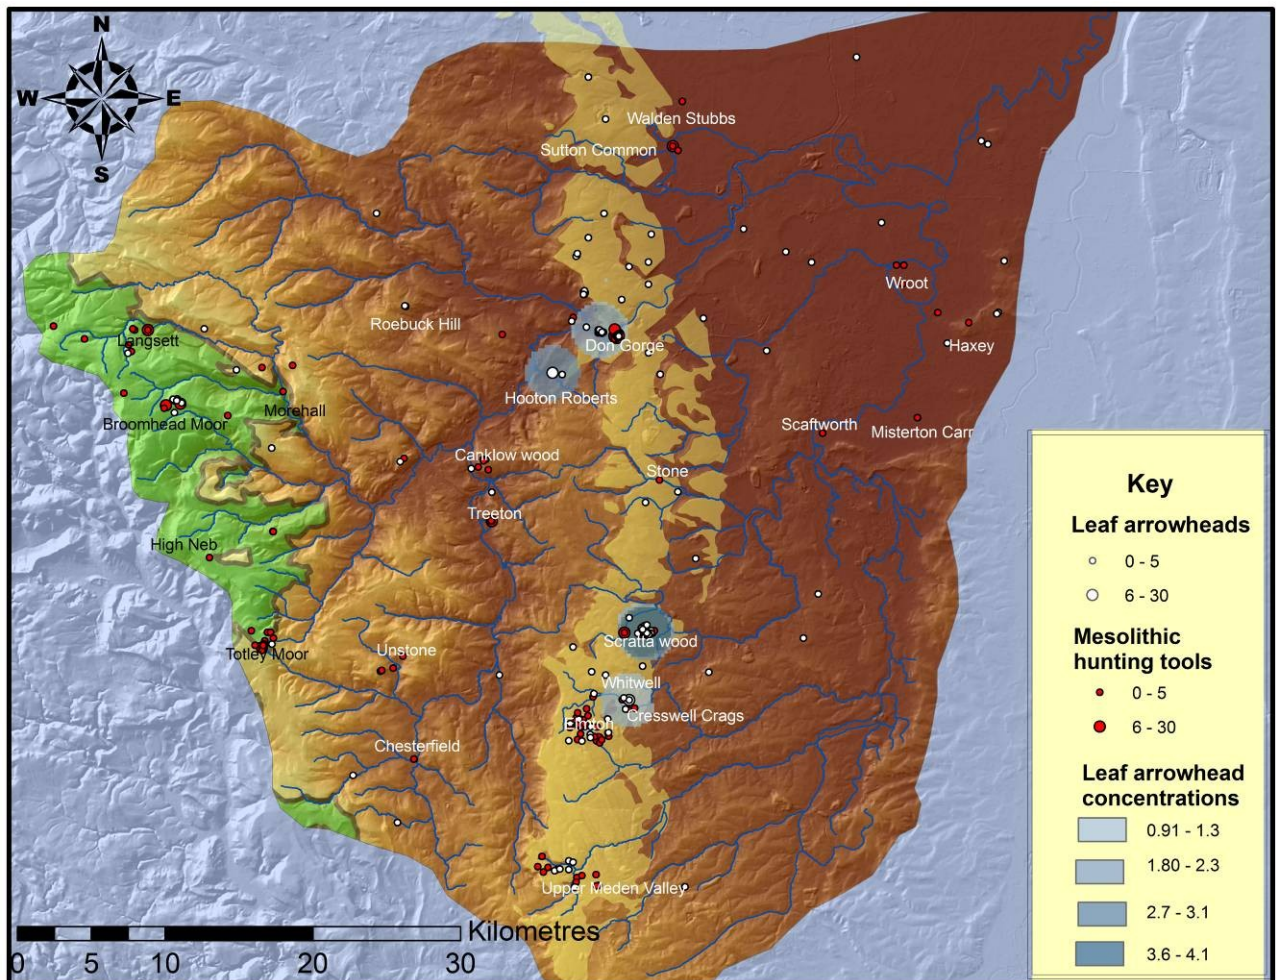 N
W
E
S
Walden Stubbs
Sutton Common
Wroot
Roebuck Hill
Langsett
Don Gorge
Haxey
Hooton Roberts
Morehall
Broomhead Moor
Scaftworth
Misterton Carr
Canklow wood
Stone
Treeton
High Neb
Scratta wood
Totley Moor
Unstone
Whitwell
Cresswell Crags
Elmton
Chesterfield
Upper Meden Valley
Kilometres
0 5 10 20 30
Key
Leaf arrowheads
0 - 5
6 - 30
Mesolithic
hunting tools
0 - 5
6 - 30
Leaf arrowhead
concentrations
0.91 - 1.3
1.80 - 2.3
2.7 - 3.1
3.6 - 4.1